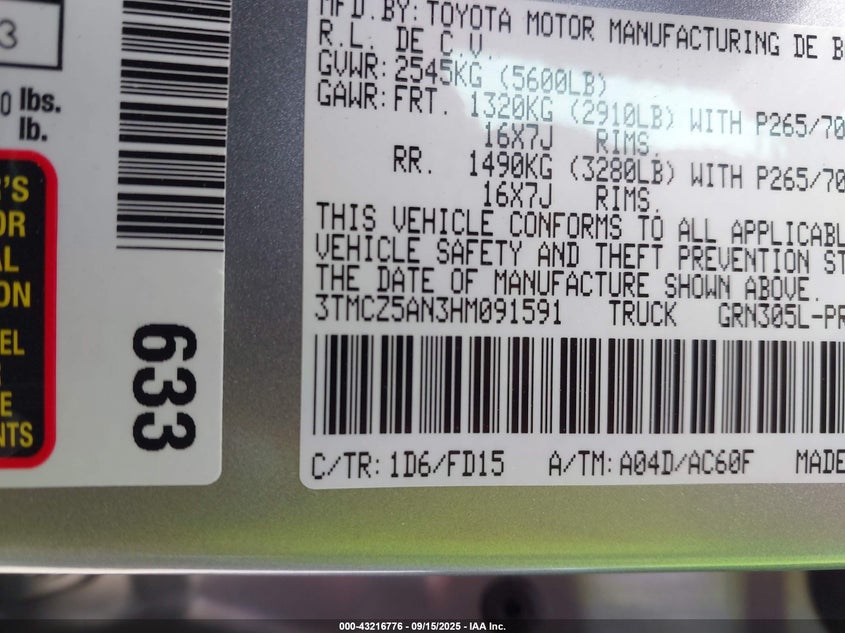 3
0 lbs.
lb.
'S
OR
AL
ON
EL
E
NTS
633
MFD.BY:TOYOTA MOTOR MANUFACTURING DE B
R.L. DE C.V.
GVWR:2545KG (5600LB)
GAWR:FRT. 1320KG (2910LB) WITH P265/70
16X7J RIMS.
RR. 1490KG (3280LB) WITH P265/70
16X7J RIMS.
THIS VEHICLE CONFORMS TO ALL APPLICABL
VEHICLE SAFETY AND THEFT PREVENTION ST
THE DATE OF MANUFACTURE SHOWN ABOVE.
3TMCZ5AN3HM091591 TRUCK GRN305L-PR
C/TR:1D6/FD15 A/TM:A04D/AC60F MADE
000-43216776 - 09/15/2025 - IAA Inc.